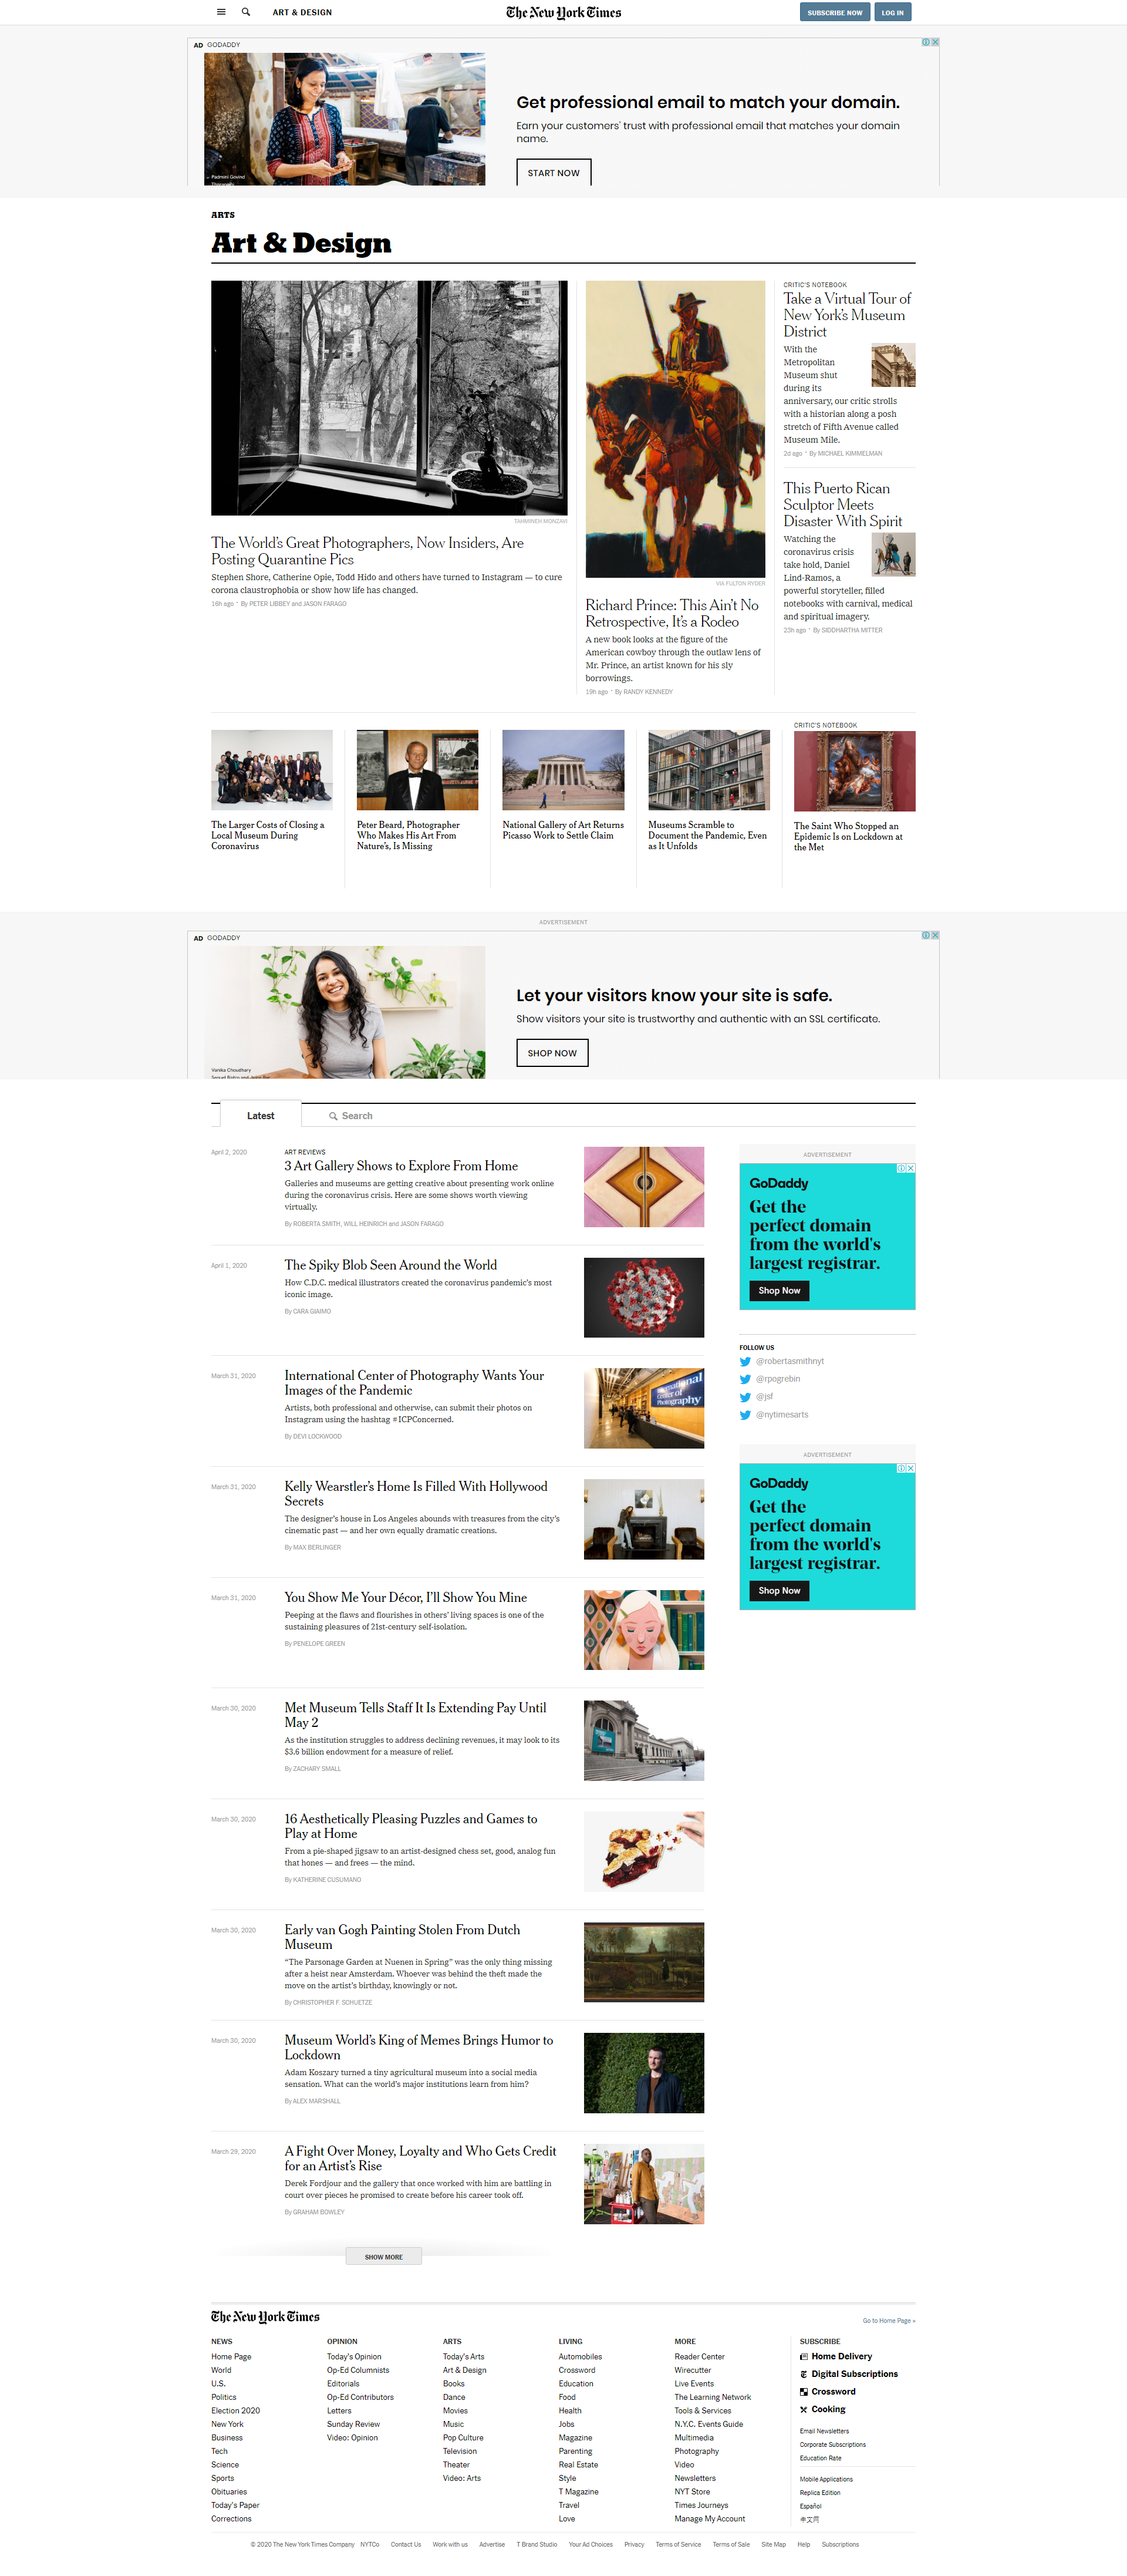 ART & DESIGN
The New York Times
SUBSCRIBE NOW
LOG IN
AD GODADDY
Padmini Govind
Get professional email to match your domain.
Earn your customers' trust with professional email that matches your domain
name.
START NOW
ARTS
Art & Design
TAHMINEH MONZAVI
The World's Great Photographers, Now Insiders, Are
Posting Quarantine Pics
Stephen Shore, Catherine Opie, Todd Hido and others have turned to Instagram — to cure
corona claustrophobia or show how life has changed.
16h ago · By PETER LIBBEY and JASON FARAGO
VIA FULTON RYDER
Richard Prince: This Ain't No
Retrospective, It's a Rodeo
A new book looks at the figure of the
American cowboy through the outlaw lens of
Mr. Prince, an artist known for his sly
borrowings.
19h ago · By RANDY KENNEDY
CRITIC'S NOTEBOOK
Take a Virtual Tour of
New York's Museum
District
With the
Metropolitan
Museum shut
during its
anniversary, our critic strolls
with a historian along a posh
stretch of Fifth Avenue called
Museum Mile.
2d ago · By MICHAEL KIMMELMAN
This Puerto Rican
Sculptor Meets
Disaster With Spirit
Watching the
coronavirus crisis
take hold, Daniel
Lind-Ramos, a
powerful storyteller, filled
notebooks with carnival, medical
and spiritual imagery.
23h ago · By SIDDHARTHA MITTER
The Larger Costs of Closing a
Local Museum During
Coronavirus
Peter Beard, Photographer
Who Makes His Art From
Nature's, Is Missing
National Gallery of Art Returns
Picasso Work to Settle Claim
Museums Scramble to
Document the Pandemic, Even
as It Unfolds
CRITIC'S NOTEBOOK
The Saint Who Stopped an
Epidemic Is on Lockdown at
the Met
ADVERTISEMENT
AD GODADDY
Vanika Choudhary
Let your visitors know your site is safe.
Show visitors your site is trustworthy and authentic with an SSL certificate.
SHOP NOW
Latest
Search
April 2, 2020
ART REVIEWS
3 Art Gallery Shows to Explore From Home
Galleries and museums are getting creative about presenting work online
during the coronavirus crisis. Here are some shows worth viewing
virtually.
By ROBERTA SMITH, WILL HEINRICH and JASON FARAGO
April 1, 2020
The Spiky Blob Seen Around the World
How C.D.C. medical illustrators created the coronavirus pandemic's most
iconic image.
By CARA GIAIMO
March 31, 2020
International Center of Photography Wants Your
Images of the Pandemic
Artists, both professional and otherwise, can submit their photos on
Instagram using the hashtag #ICPConcerned.
By DEVI LOCKWOOD
Photography
March 31, 2020
Kelly Wearstler's Home Is Filled With Hollywood
Secrets
The designer's house in Los Angeles abounds with treasures from the city's
cinematic past — and her own equally dramatic creations.
By MAX BERLINGER
March 31, 2020
You Show Me Your Décor, I'll Show You Mine
Peeping at the flaws and flourishes in others' living spaces is one of the
sustaining pleasures of 21st-century self-isolation.
By PENELOPE GREEN
March 30, 2020
Met Museum Tells Staff It Is Extending Pay Until
May 2
As the institution struggles to address declining revenues, it may look to its
$3.6 billion endowment for a measure of relief.
By ZACHARY SMALL
March 30, 2020
16 Aesthetically Pleasing Puzzles and Games to
Play at Home
From a pie-shaped jigsaw to an artist-designed chess set, good, analog fun
that hones — and frees — the mind.
By KATHERINE CUSUMANO
March 30, 2020
Early van Gogh Painting Stolen From Dutch
Museum
"The Parsonage Garden at Nuenen in Spring" was the only thing missing
after a heist near Amsterdam. Whoever was behind the theft made the
move on the artist's birthday, knowingly or not.
By CHRISTOPHER F. SCHUETZE
March 30, 2020
Museum World's King of Memes Brings Humor to
Lockdown
Adam Koszary turned a tiny agricultural museum into a social media
sensation. What can the world's major institutions learn from him?
By ALEX MARSHALL
March 29, 2020
A Fight Over Money, Loyalty and Who Gets Credit
for an Artist's Rise
Derek Fordjour and the gallery that once worked with him are battling in
court over pieces he promised to create before his career took off.
By GRAHAM BOWLEY
SHOW MORE
ADVERTISEMENT
GoDaddy
Get the
perfect domain
from the world's
largest registrar.
Shop Now
FOLLOW US
@robertasmithnyt
@rpogrebin
@jsf
@nytimesarts
ADVERTISEMENT
GoDaddy
Get the
perfect domain
from the world's
largest registrar.
Shop Now
The New York Times
Go to Home Page »
NEWS
Home Page
World
U.S.
Politics
Election 2020
New York
Business
Tech
Science
Sports
Obituaries
Today's Paper
Corrections
OPINION
Today's Opinion
Op-Ed Columnists
Editorials
Op-Ed Contributors
Letters
Sunday Review
Video: Opinion
ARTS
Today's Arts
Art & Design
Books
Dance
Movies
Music
Pop Culture
Television
Theater
Video: Arts
LIVING
Automobiles
Crossword
Education
Food
Health
Jobs
Magazine
Parenting
Real Estate
Style
T Magazine
Travel
Love
MORE
Reader Center
Wirecutter
Live Events
The Learning Network
Tools & Services
N.Y.C. Events Guide
Multimedia
Photography
Video
Newsletters
NYT Store
Times Journeys
Manage My Account
SUBSCRIBE
Home Delivery
Digital Subscriptions
Crossword
Cooking
Email Newsletters
Corporate Subscriptions
Education Rate
Mobile Applications
Replica Edition
Español
中文网
© 2020 The New York Times Company NYTCo Contact Us Work with us Advertise T Brand Studio Your Ad Choices Privacy Terms of Service Terms of Sale Site Map Help Subscriptions